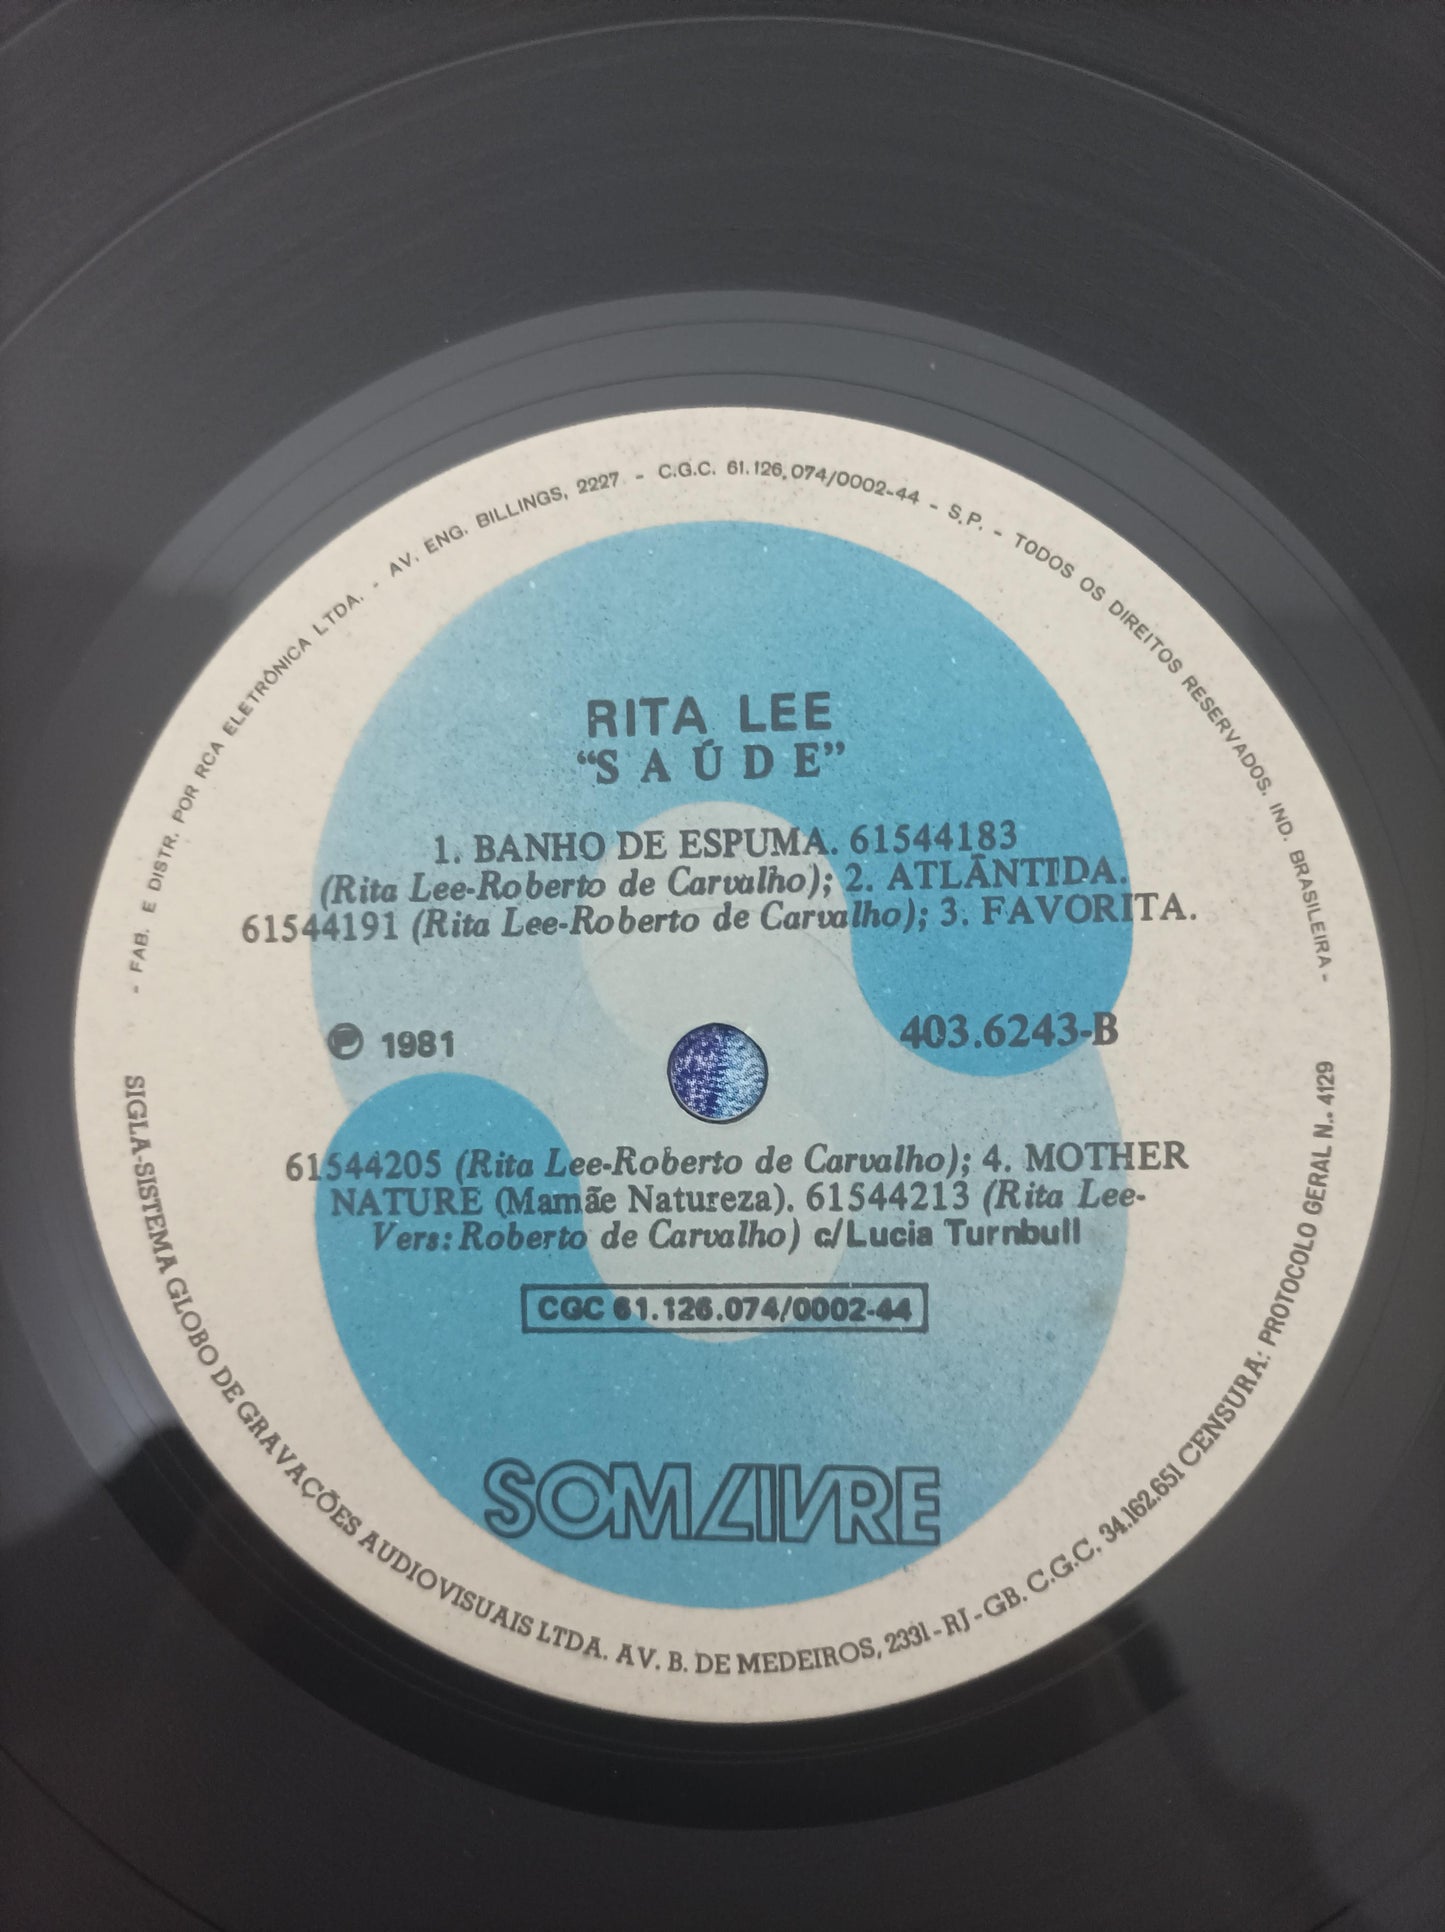 - FAB. E DISTR. POR RCA ELETRÔNICA LTDA. - AV. ENG. BILLINGS, 2227 - C.G.C. 61.126.074/0002-44 - S.P. - TODOS OS DIREITOS RESERVADOS. IND. BRASILEIRA -
RITA LEE
“SAÚDE”
1. BANHO DE ESPUMA. 61544183
(Rita Lee-Roberto de Carvalho); 2. ATLÂNTIDA.
61544191 (Rita Lee-Roberto de Carvalho); 3. FAVORITA.
℗ 1981
403.6243-B
61544205 (Rita Lee-Roberto de Carvalho); 4. MOTHER
NATURE (Mamãe Natureza). 61544213 (Rita Lee-
Vers: Roberto de Carvalho) c/Lucia Turnbull
CGC 61.126.074/0002-44
SOM LIVRE
SIGLA-SISTEMA GLOBO DE GRAVAÇÕES AUDIOVISUAIS LTDA. AV. B. DE MEDEIROS, 2331-RJ-GB. C.G.C. 34.162.651 CENSURA: PROTOCOLO GERAL N.. 4129